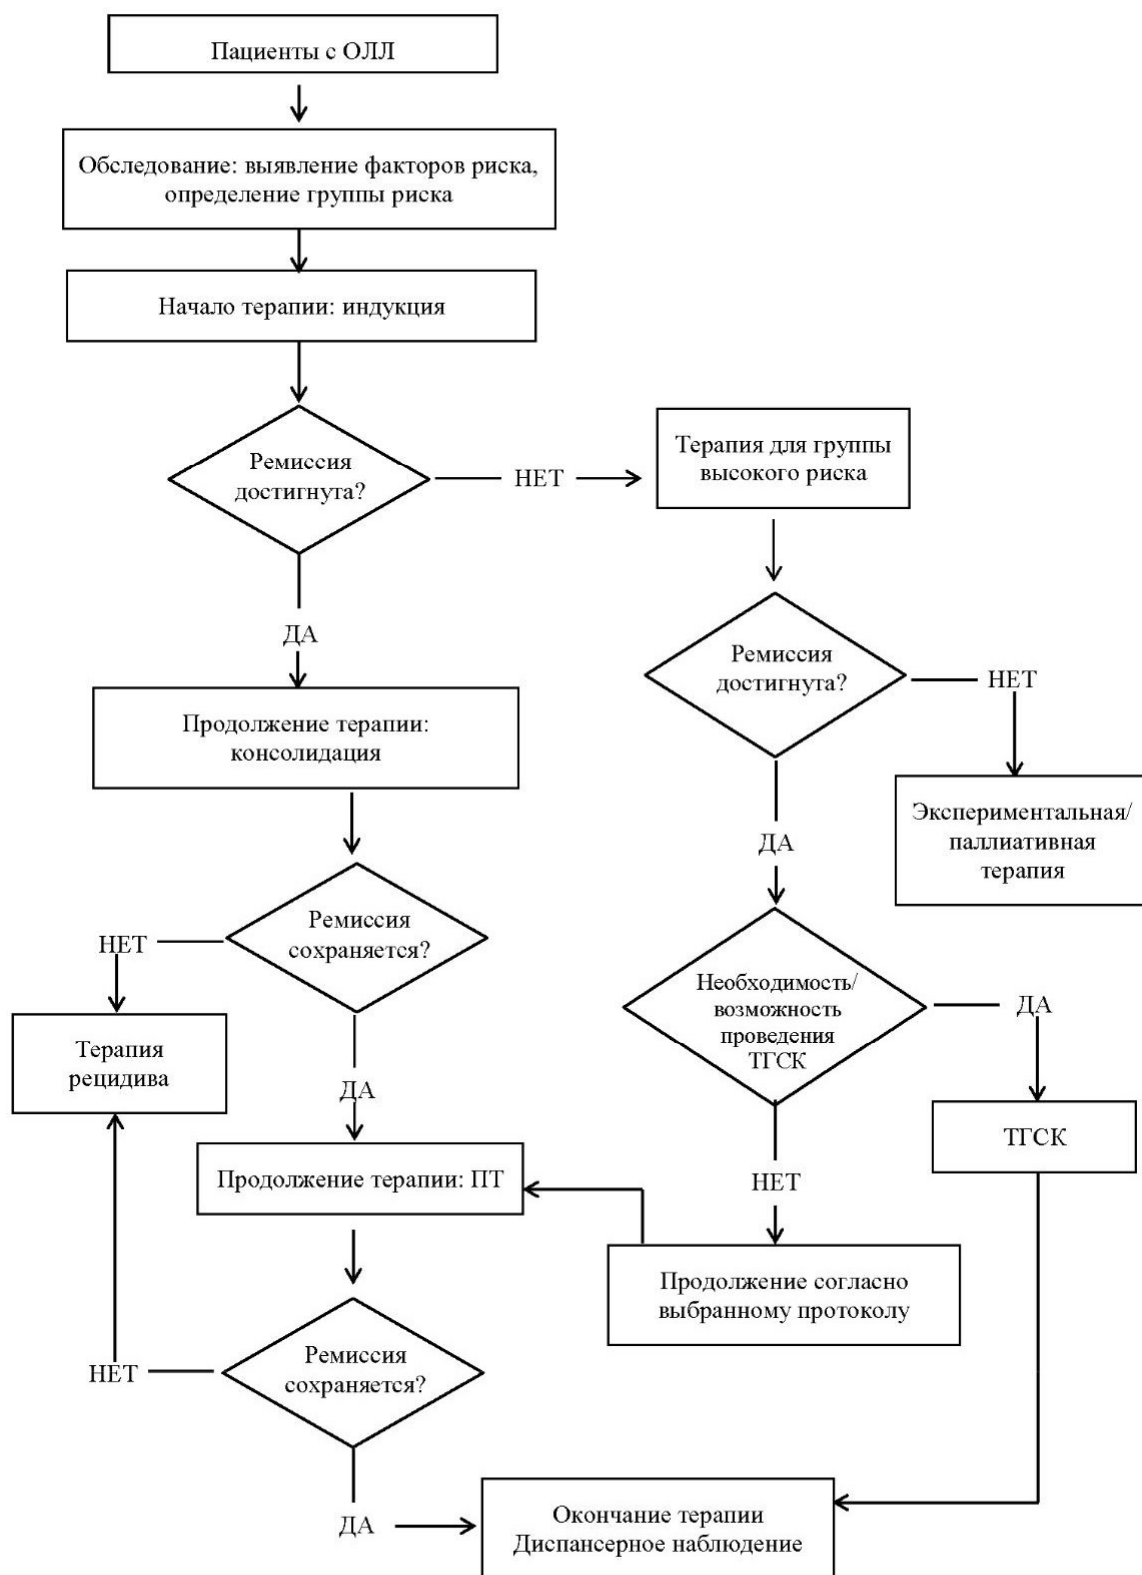 Пациенты с ОЛЛ
Обследование: выявление факторов риска,
определение группы риска
Начало терапии: индукция
Ремиссия
достигнута?
НЕТ
Терапия для группы
высокого риска
ДА
Ремиссия
достигнута?
НЕТ
Продолжение терапии:
консолидация
Экспериментальная/
паллиативная
терапия
ДА
Ремиссия
сохраняется?
НЕТ
Необходимость/
возможность
проведения
ТГСК
ДА
Терапия
рецидива
ДА
ТГСК
Продолжение терапии: ПТ
НЕТ
Продолжение согласно
выбранному протоколу
Ремиссия
сохраняется?
НЕТ
ДА
Окончание терапии
Диспансерное наблюдение